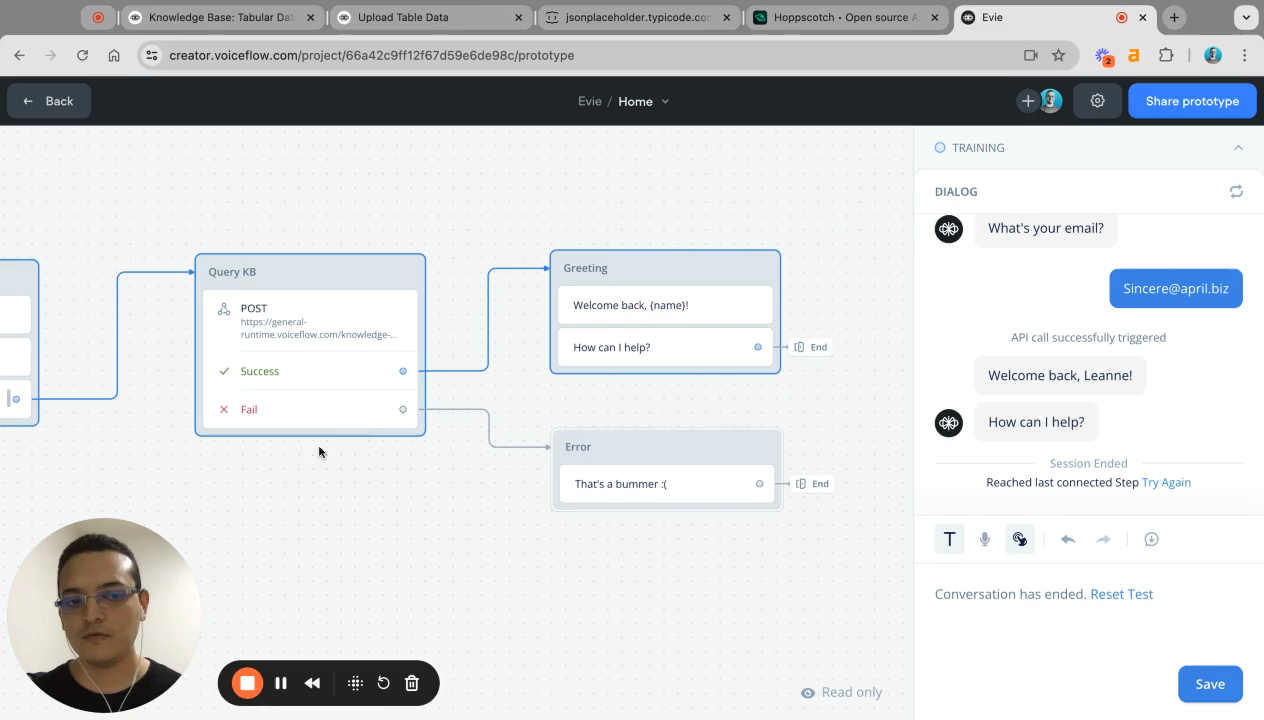 Knowledge Base: Tabular Dat
Upload Table Data
jsonplaceholder.typicode.co
Hoppscotch • Open source A
Evie
creator.voiceflow.com/project/66a42c9ff12f67d59e6de98c/prototype
2
Back
Evie / Home
Share prototype
TRAINING
DIALOG
What's your email?
Sincere@april.biz
API call successfully triggered
Welcome back, Leanne!
How can I help?
Session Ended
Reached last connected Step Try Again
T
Conversation has ended. Reset Test
Save
Query KB
POST
https://general-
runtime.voiceflow.com/knowledge-...
Success
Fail
Greeting
Welcome back, {name}!
How can I help?
End
Error
That's a bummer :(
End
Read only